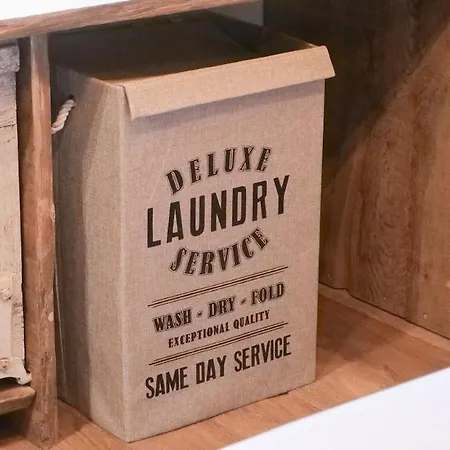 DELUXE
LAUNDRY
SERVICE
WASH - DRY - FOLD
EXCEPTIONAL QUALITY
SAME DAY SERVICE